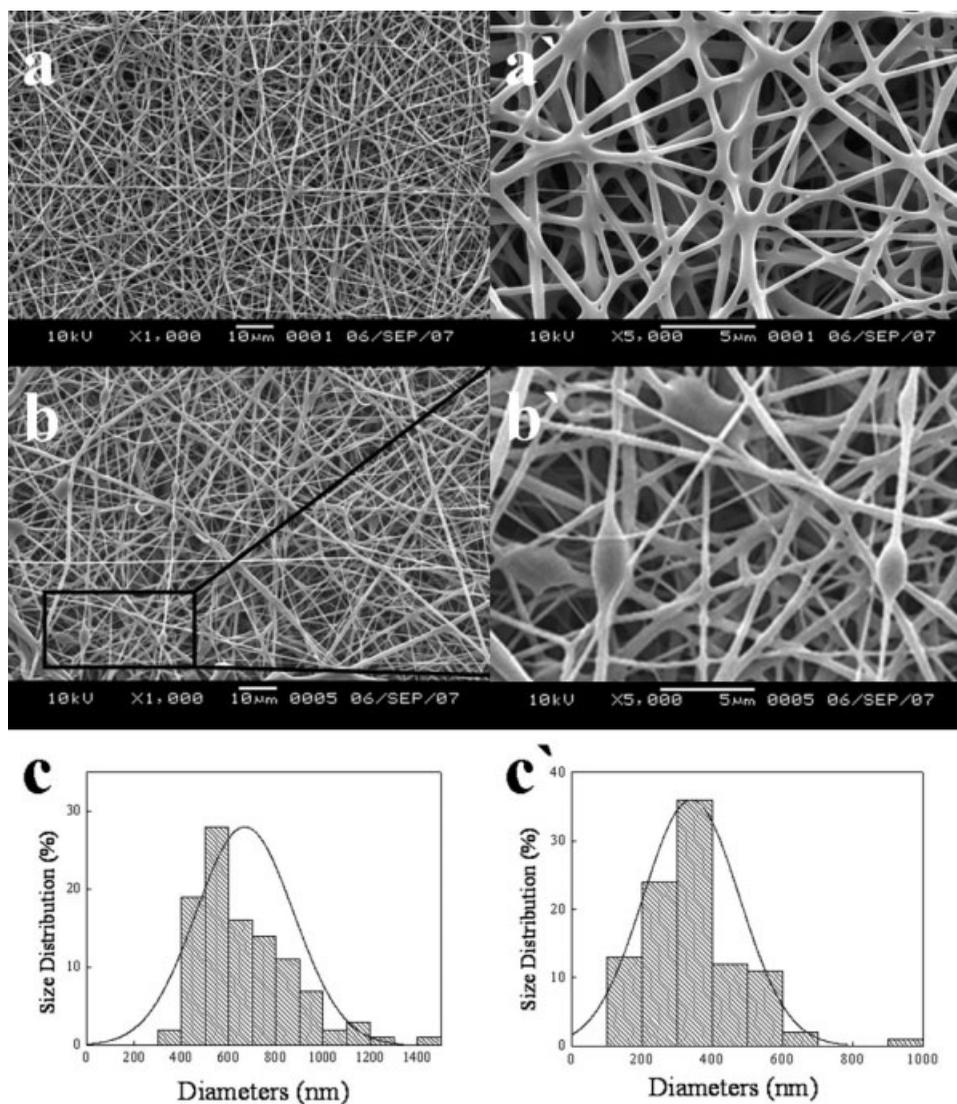 a
a`
10kV X1,000 10µm 0001 06/SEP/07
10kV X5,000 5µm 0001 06/SEP/07
b
b`
10kV X1,000 10µm 0005 06/SEP/07
10kV X5,000 5µm 0005 06/SEP/07
c
Size Distribution (%)
30
20
10
0
0 200 400 600 800 1000 1200 1400
Diameters (nm)
c`
Size Distribution (%)
40
30
20
10
0
0 200 400 600 800 1000
Diameters (nm)